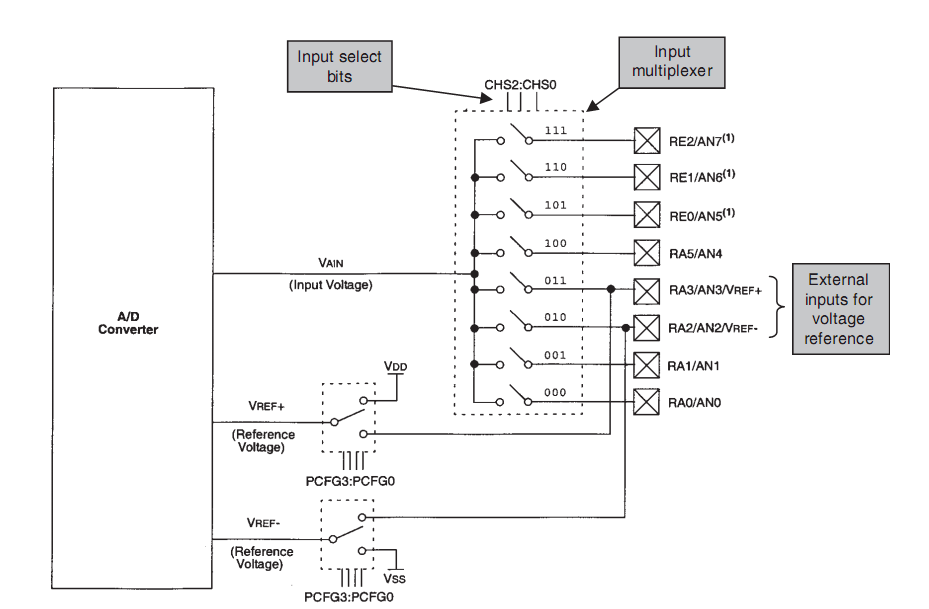 Input select
bits
Input
multiplexer
CHS2:CHS0
111
RE2/AN7(1)
110
RE1/AN6(1)
101
RE0/AN5(1)
100
RA5/AN4
VAIN
(Input Voltage)
011
RA3/AN3/VREF+
010
RA2/AN2/VREF-
External
inputs for
voltage
reference
A/D
Converter
001
RA1/AN1
VDD
000
RA0/AN0
VREF+
(Reference
Voltage)
PCFG3:PCFG0
VREF-
(Reference
Voltage)
VSS
PCFG3:PCFG0